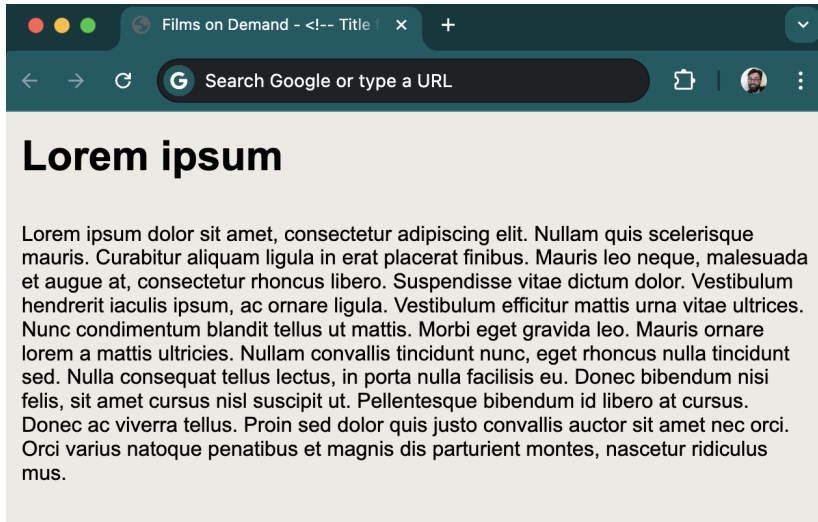 Films on Demand - <!-- Title
Search Google or type a URL
Lorem ipsum
Lorem ipsum dolor sit amet, consectetur adipiscing elit. Nullam quis scelerisque
mauris. Curabitur aliquam ligula in erat placerat finibus. Mauris leo neque, malesuada
et augue at, consectetur rhoncus libero. Suspendisse vitae dictum dolor. Vestibulum
hendrerit iaculis ipsum, ac ornare ligula. Vestibulum efficitur mattis urna vitae ultrices.
Nunc condimentum blandit tellus ut mattis. Morbi eget gravida leo. Mauris ornare
lorem a mattis ultricies. Nullam convallis tincidunt nunc, eget rhoncus nulla tincidunt
sed. Nulla consequat tellus lectus, in porta nulla facilisis eu. Donec bibendum nisi
felis, sit amet cursus nisl suscipit ut. Pellentesque bibendum id libero at cursus.
Donec ac viverra tellus. Proin sed dolor quis justo convallis auctor sit amet nec orci.
Orci varius natoque penatibus et magnis dis parturient montes, nascetur ridiculus
mus.